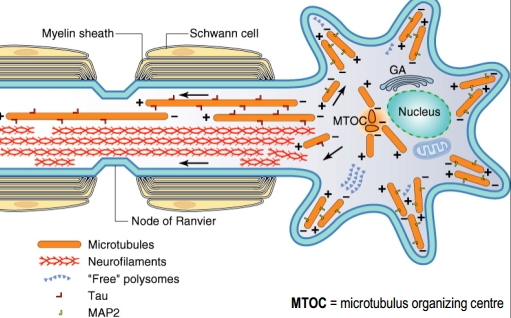 Myelin sheath
Schwann cell
GA
Nucleus
MTOC
Node of Ranvier
Microtubules
Neurofilaments
"Free" polysomes
Tau
MAP2
MTOC = microtubulus organizing centre